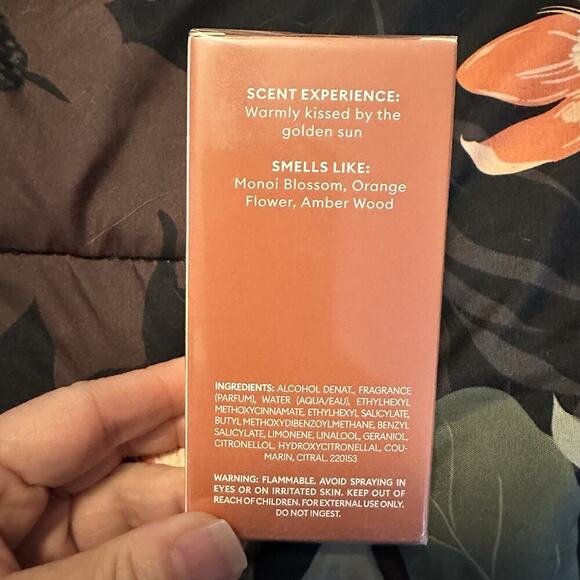 SCENT EXPERIENCE:
Warmly kissed by the
golden sun
SMELLS LIKE:
Monoi Blossom, Orange
Flower, Amber Wood
INGREDIENTS: ALCOHOL DENAT., FRAGRANCE
(PARFUM), WATER (AQUA/EAU), ETHYLHEXYL
METHOXYCINNAMATE, ETHYLHEXYL SALICYLATE,
BUTYL METHOXYDIBENZOYLMETHANE, BENZYL
SALICYLATE, LIMONENE, LINALOOL, GERANIOL,
CITRONELLOL, HYDROXYCITRONELLAL, COU-
MARIN, CITRAL. 220153
WARNING: FLAMMABLE. AVOID SPRAYING IN
EYES OR ON IRRITATED SKIN. KEEP OUT OF
REACH OF CHILDREN. FOR EXTERNAL USE ONLY.
DO NOT INGEST.